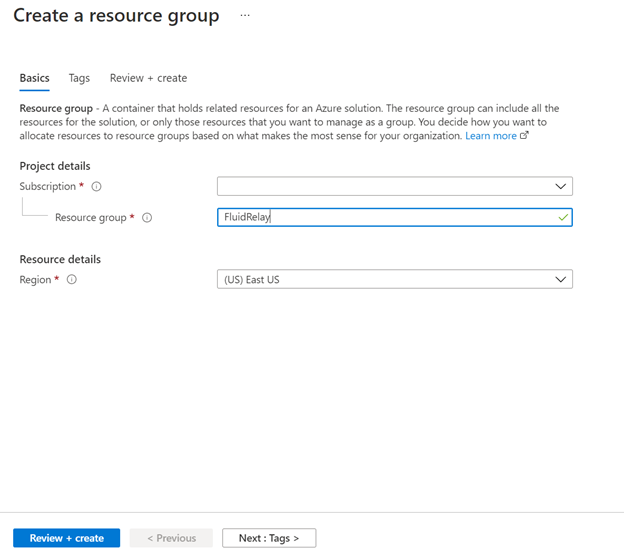 Create a resource group ...
Basics Tags Review + create
Resource group - A container that holds related resources for an Azure solution. The resource group can include all the
resources for the solution, or only those resources that you want to manage as a group. You decide how you want to
allocate resources to resource groups based on what makes the most sense for your organization. Learn more
Project details
Subscription *
Resource group * FluidRelay
Resource details
Region * (US) East US
Review + create < Previous Next : Tags >